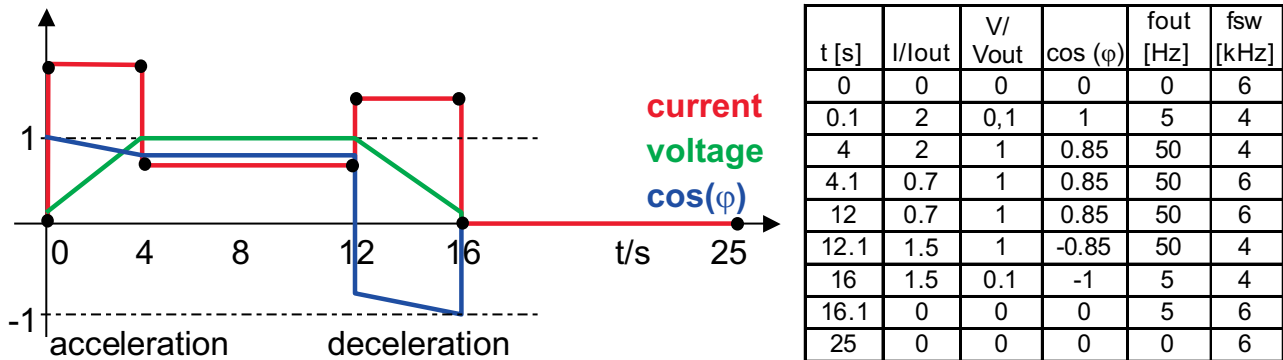 1
current
voltage
cos(φ)
0 4 8 12 16 t/s 25
-1
acceleration deceleration
t [s] I/Iout V/ Vout cos (φ) fout [Hz] fsw [kHz]
0 0 0 0 0 6
0.1 2 0,1 1 5 4
4 2 1 0.85 50 4
4.1 0.7 1 0.85 50 6
12 0.7 1 0.85 50 6
12.1 1.5 1 -0.85 50 4
16 1.5 0.1 -1 5 4
16.1 0 0 0 5 6
25 0 0 0 0 6